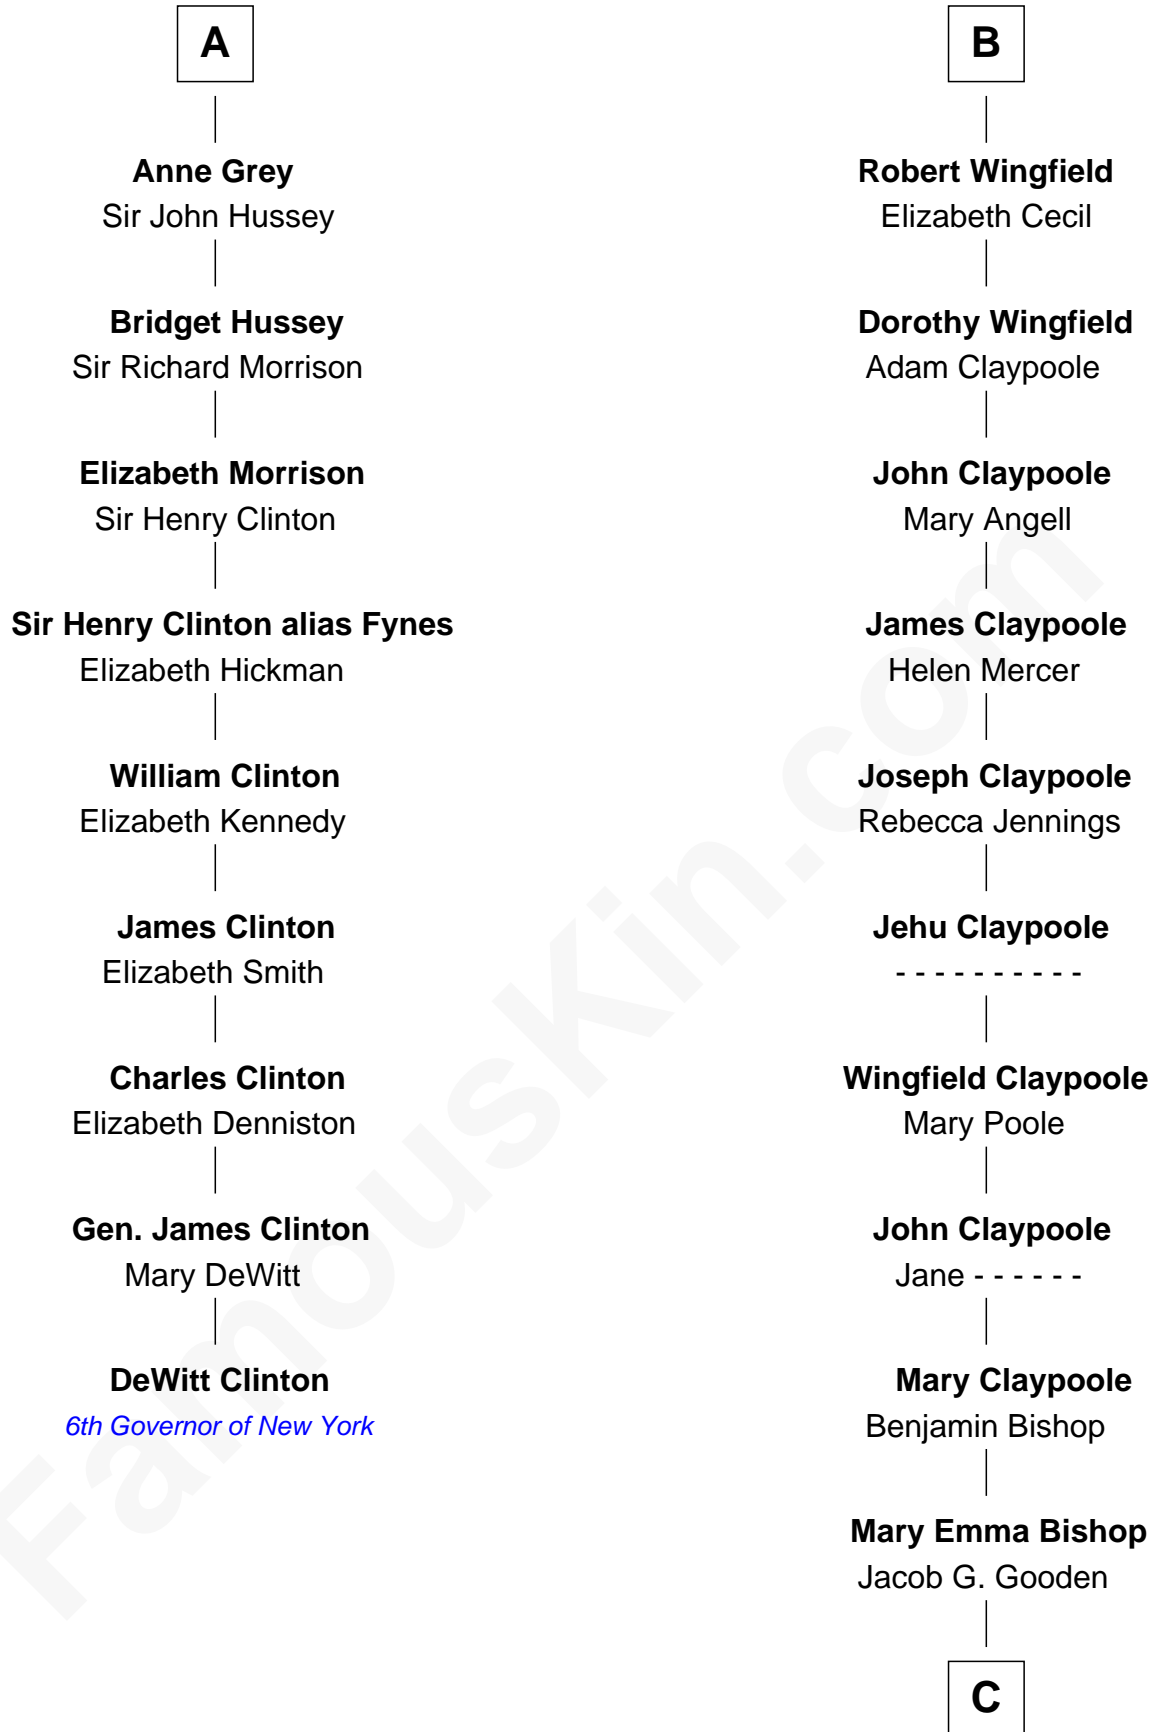 A
Anne Grey
Sir John Hussey
Bridget Hussey
Sir Richard Morrison
Elizabeth Morrison
Sir Henry Clinton
Sir Henry Clinton alias Fynes
Elizabeth Hickman
William Clinton
Elizabeth Kennedy
James Clinton
Elizabeth Smith
Charles Clinton
Elizabeth Denniston
Gen. James Clinton
Mary DeWitt
DeWitt Clinton
6th Governor of New York
B
Robert Wingfield
Elizabeth Cecil
Dorothy Wingfield
Adam Claypoole
John Claypoole
Mary Angell
James Claypoole
Helen Mercer
Joseph Claypoole
Rebecca Jennings
Jehu Claypoole
- - - - - - - - - -
Wingfield Claypoole
Mary Poole
John Claypoole
Jane - - - - - -
Mary Claypoole
Benjamin Bishop
Mary Emma Bishop
Jacob G. Gooden
C
FamousKin.com